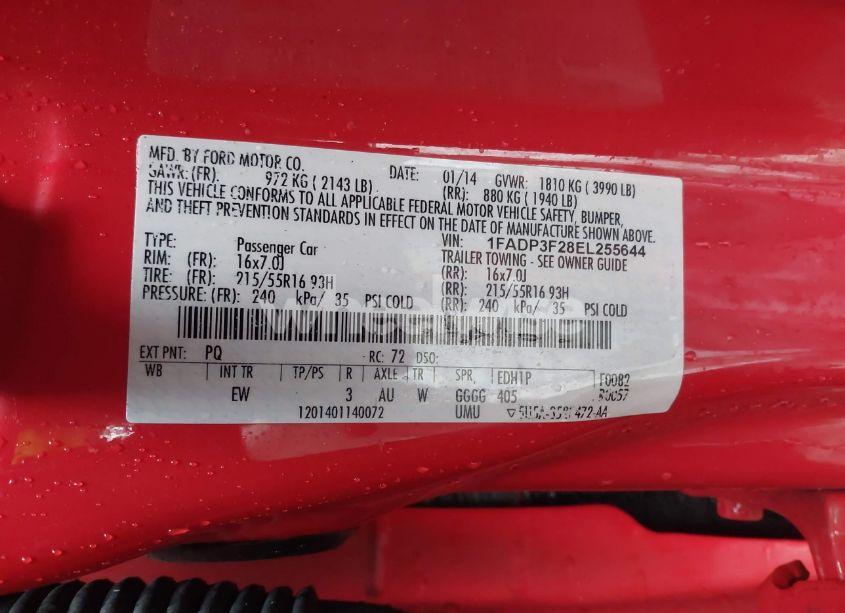 MFD. BY FORD MOTOR CO.
DATE: 01/14 GVWR: 1810 KG ( 3990 LB)
GAWR: (FR): 972 KG ( 2143 LB) (RR): 880 KG ( 1940 LB)
THIS VEHICLE CONFORMS TO ALL APPLICABLE FEDERAL MOTOR VEHICLE SAFETY, BUMPER,
AND THEFT PREVENTION STANDARDS IN EFFECT ON THE DATE OF MANUFACTURE SHOWN ABOVE.
VIN: 1FADP3F28EL255644
TYPE: Passenger Car TRAILER TOWING - SEE OWNER GUIDE
RIM: (FR): 16x7.0J (RR): 16x7.0J
TIRE: (FR): 215/55R16 93H (RR): 215/55R16 93H
PRESSURE: (FR): 240 kPa/ 35 PSI COLD (RR): 240 kPa/ 35 PSI COLD
EXT PNT: PQ RC: 72 DSO:
WB INT TR TP/PS R AXLE TR SPR EDH1P F0082
EW 3 AU W GGGG 405
1201401140072 UMU